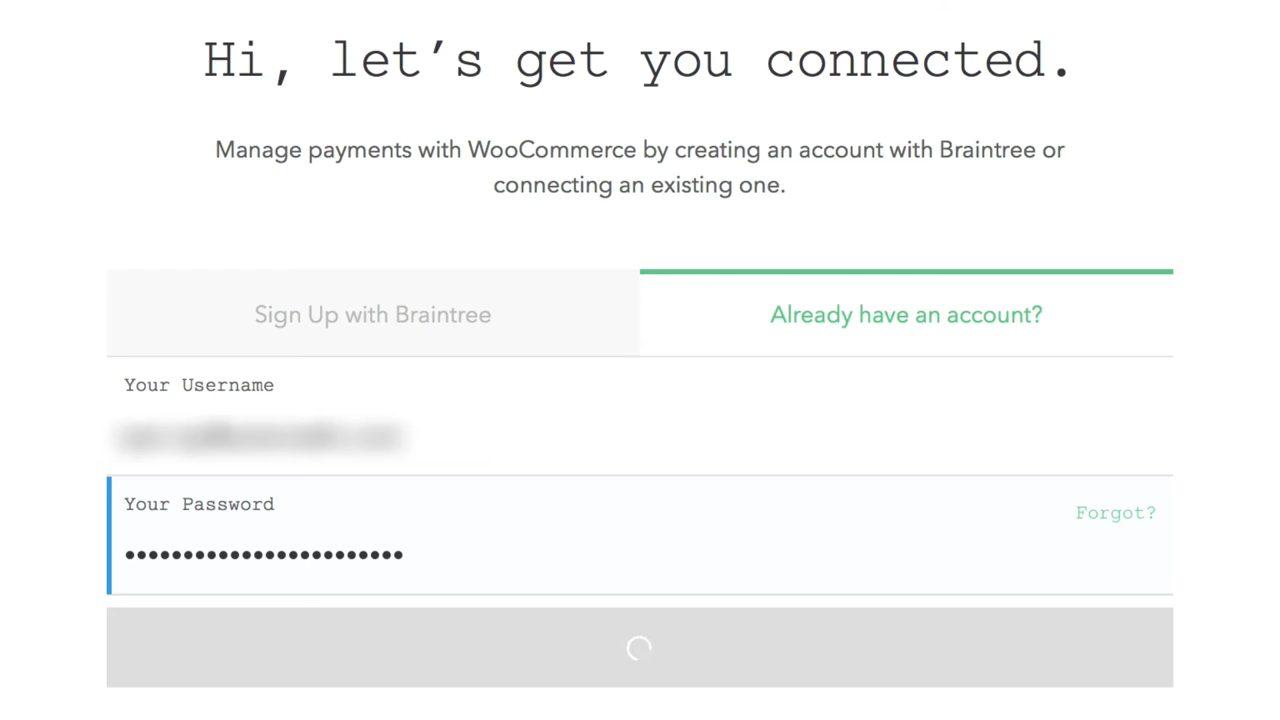 Hi, let’s get you connected.
Manage payments with WooCommerce by creating an account with Braintree or
connecting an existing one.
Sign Up with Braintree
Already have an account?
Your Username
Your Password
Forgot?